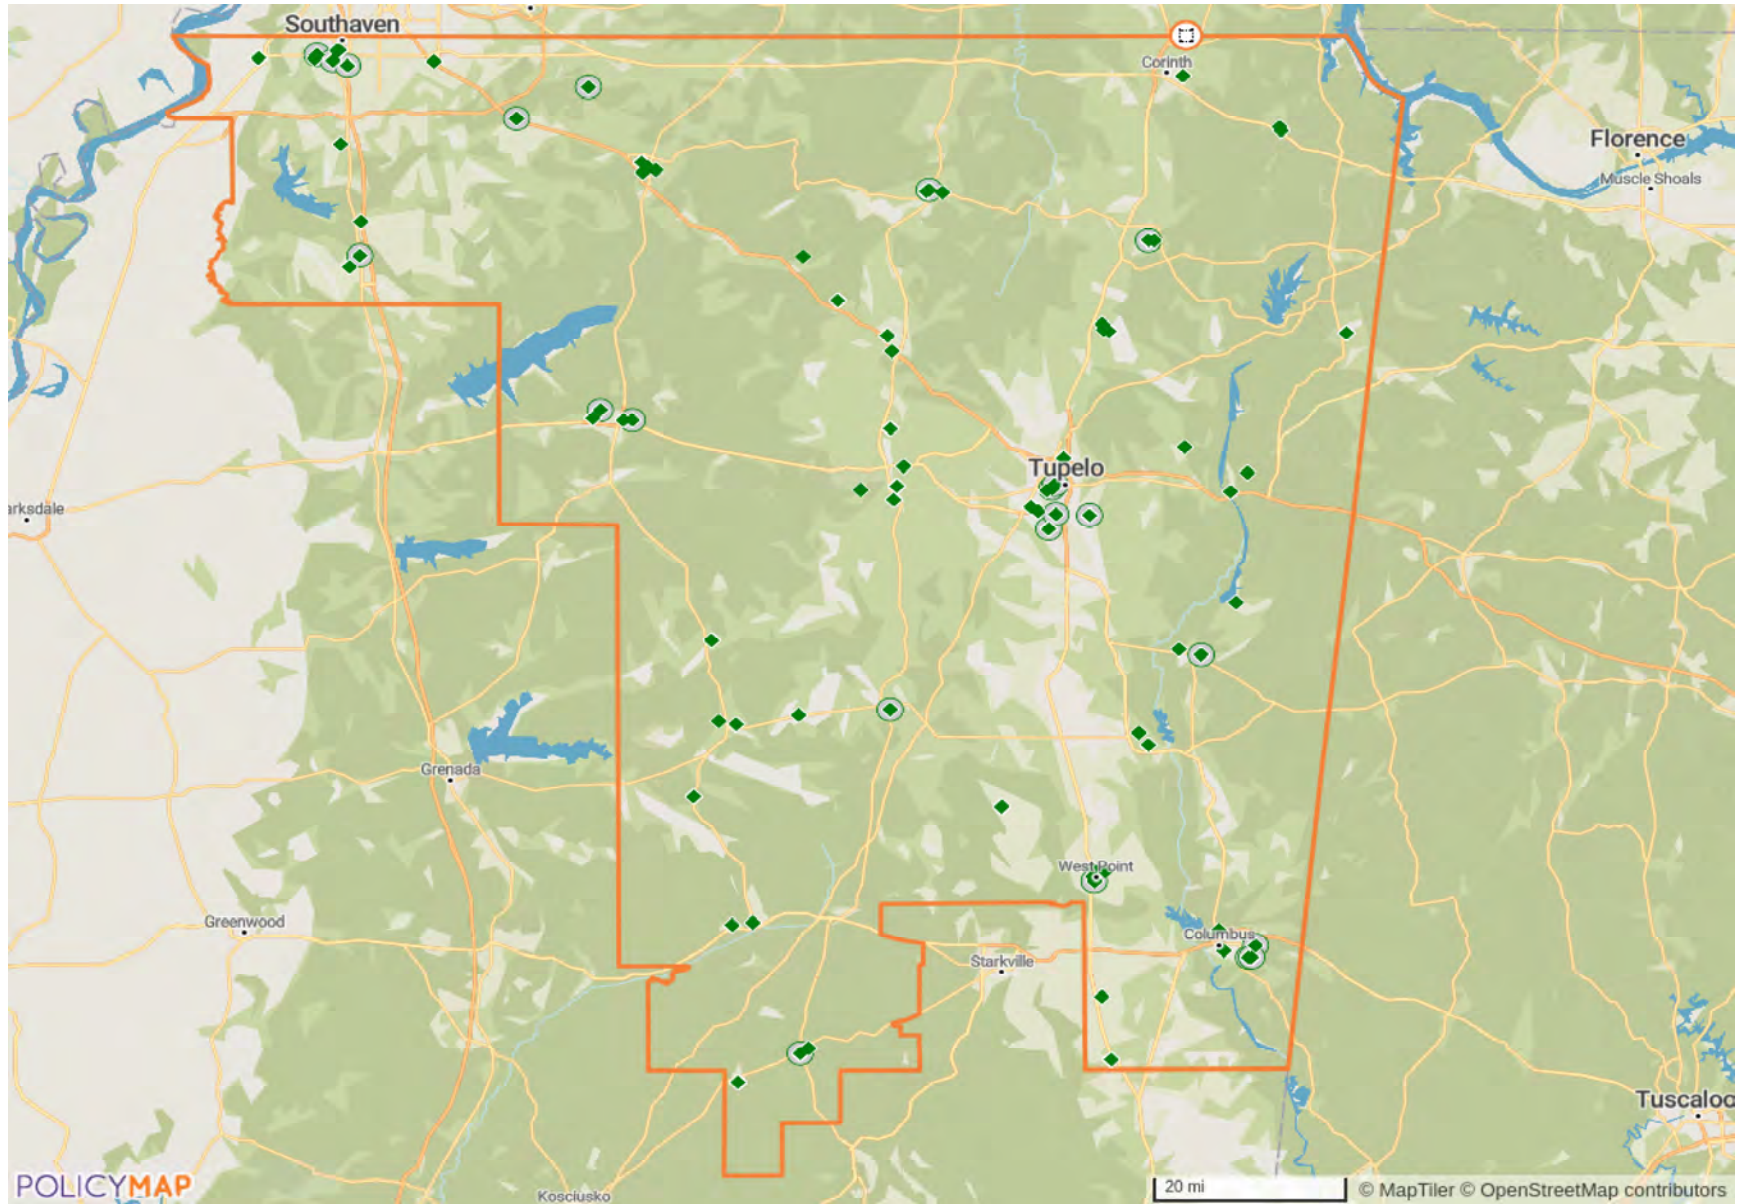 Southaven
Corinth
Florence
Muscle Shoals
Tupelo
arksdale
Grenada
West Point
Greenwood
Columbus
Starkville
Tuscaloo
Kosciusko
POLICYMAP
20 mi
© MapTiler © OpenStreetMap contributors